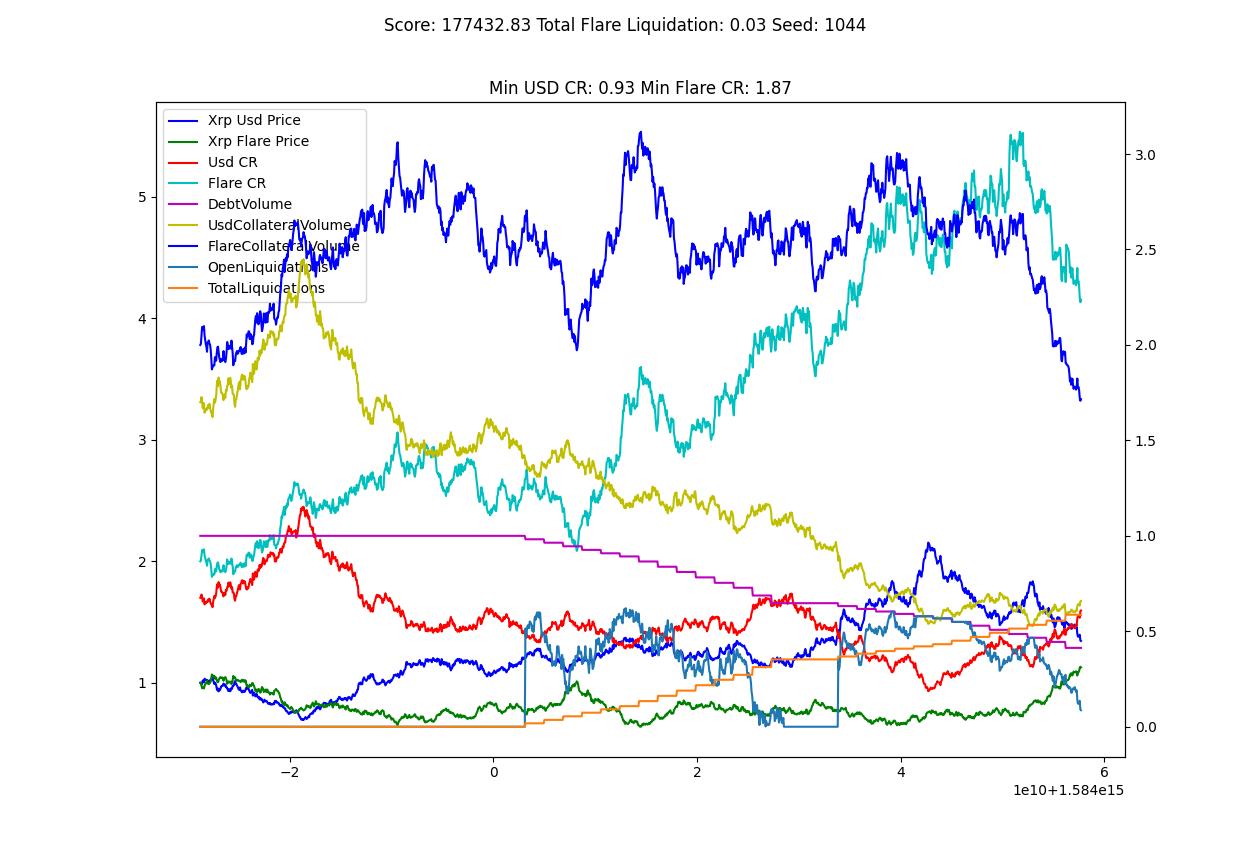 Score: 177432.83 Total Flare Liquidation: 0.03 Seed: 1044
Min USD CR: 0.93 Min Flare CR: 1.87
Xrp Usd Price
Xrp Flare Price
Usd CR
Flare CR
DebtVolume
UsdCollateralVolume
FlareCollateralVolume
OpenLiquidations
TotalLiquidations
5
4
3
2
1
3.0
2.5
2.0
1.5
1.0
0.5
0.0
−2
0
2
4
6
1e10+1.584e15